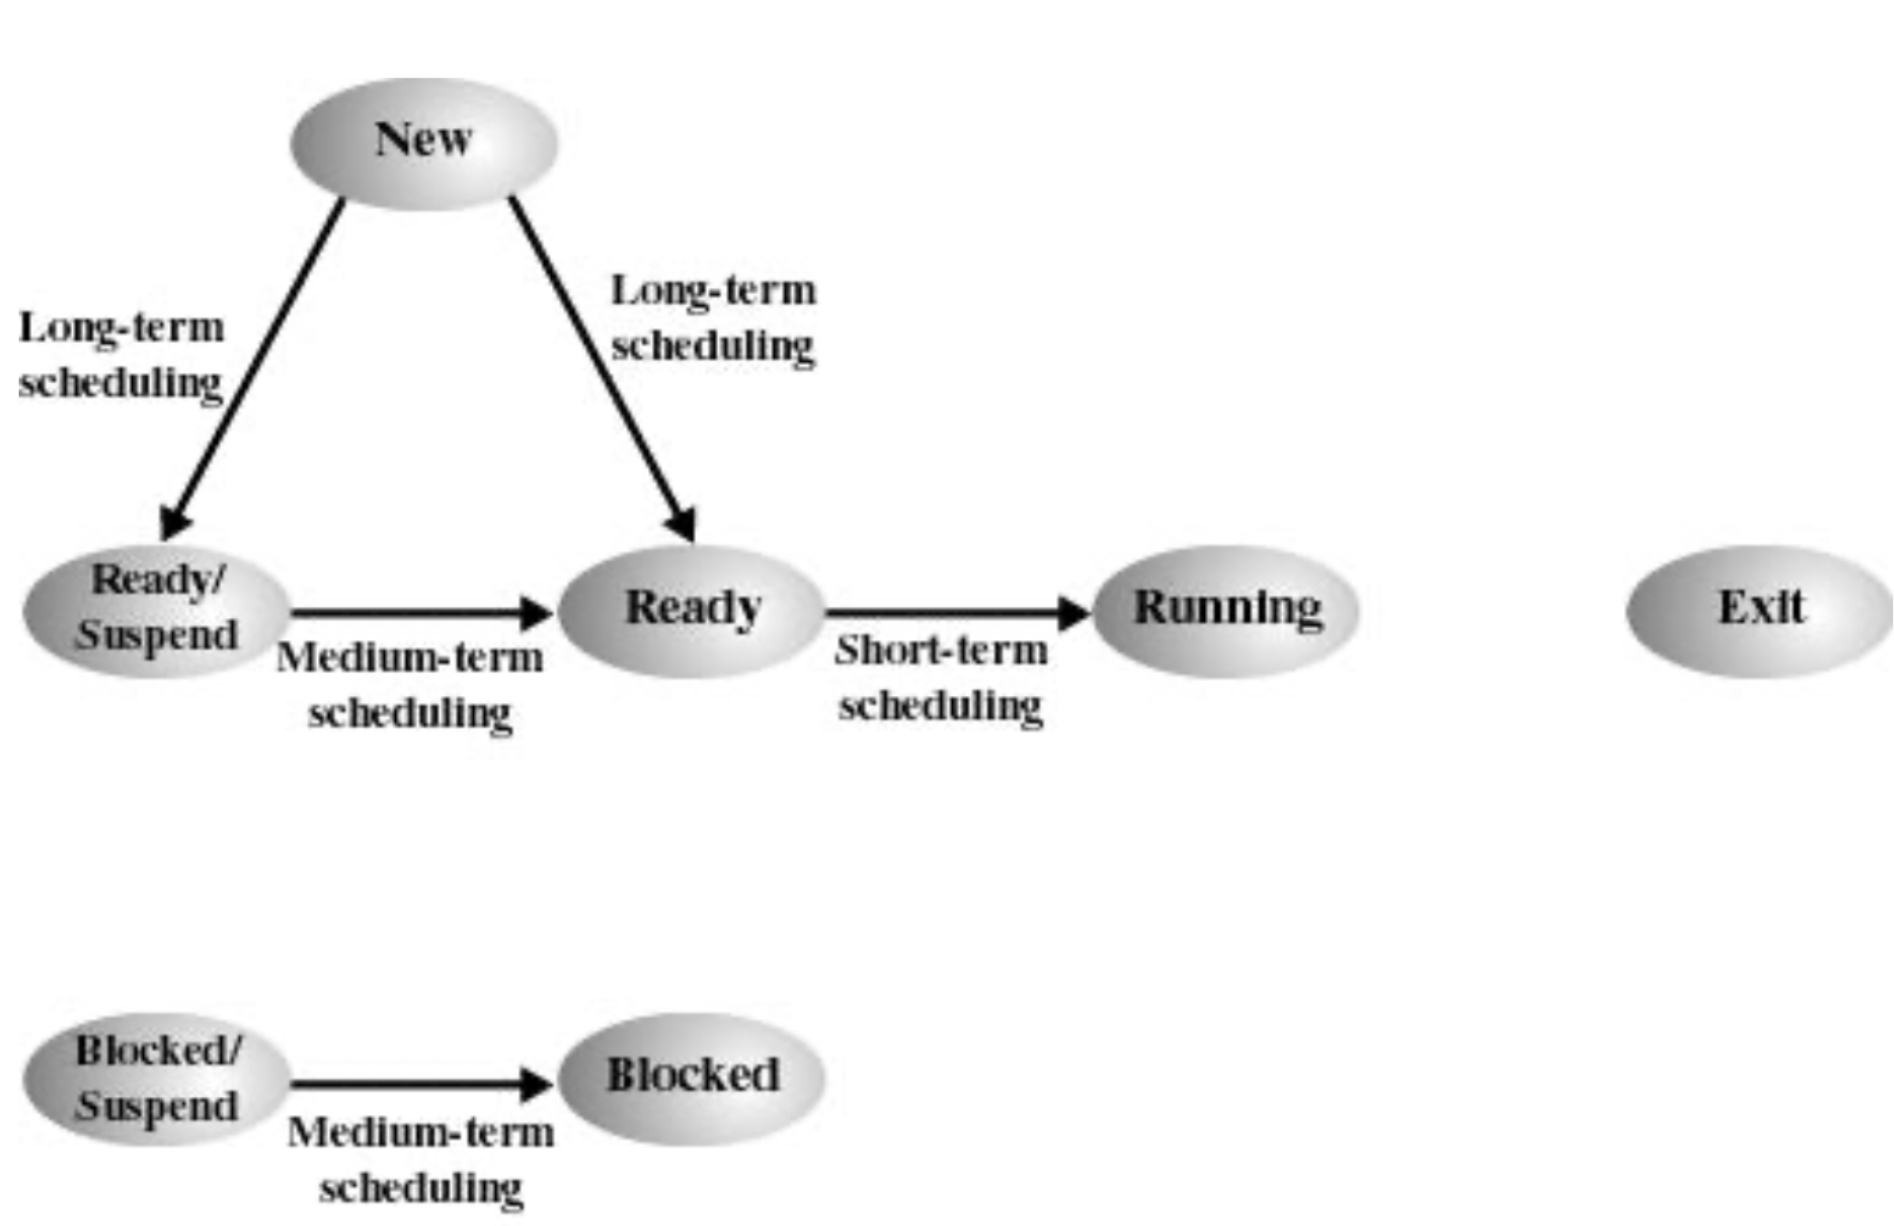 New
Long-term
scheduling
Long-term
scheduling
Ready/
Suspend
Medium-term
scheduling
Ready
Short-term
scheduling
Running
Exit
Blocked/
Suspend
Medium-term
scheduling
Blocked